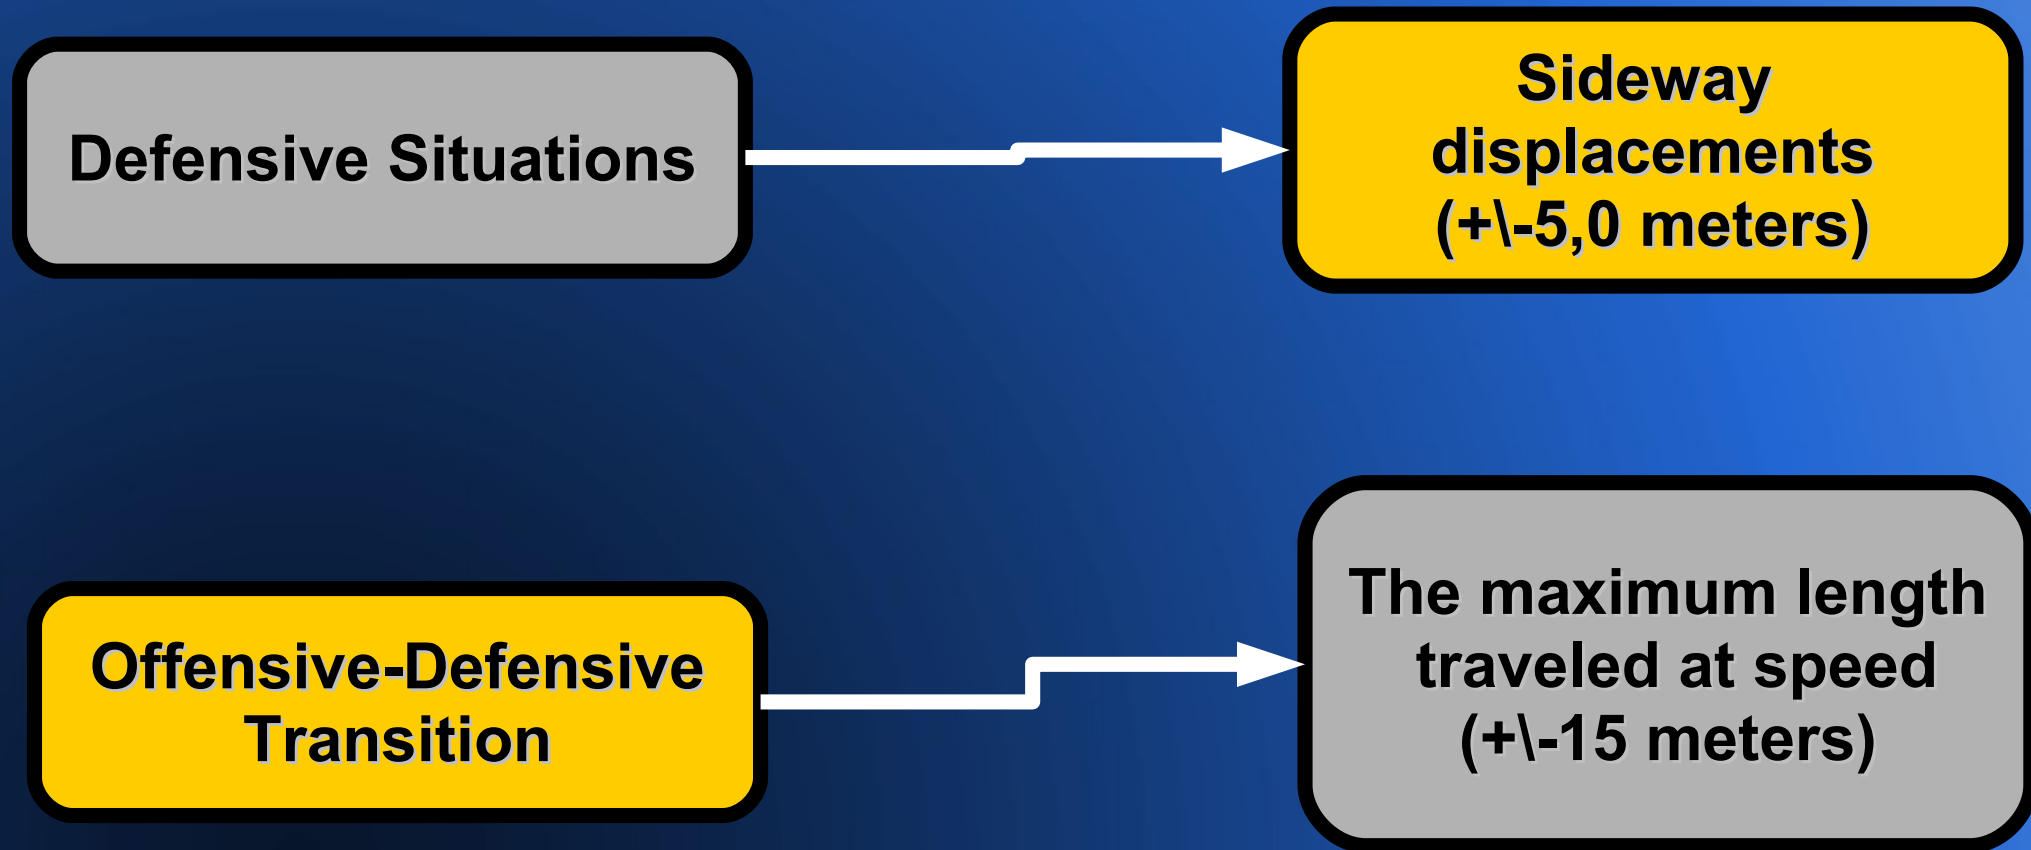 Defensive Situations
Sideway
displacements
(+\-5,0 meters)
Offensive-Defensive
Transition
The maximum length
traveled at speed
(+\-15 meters)